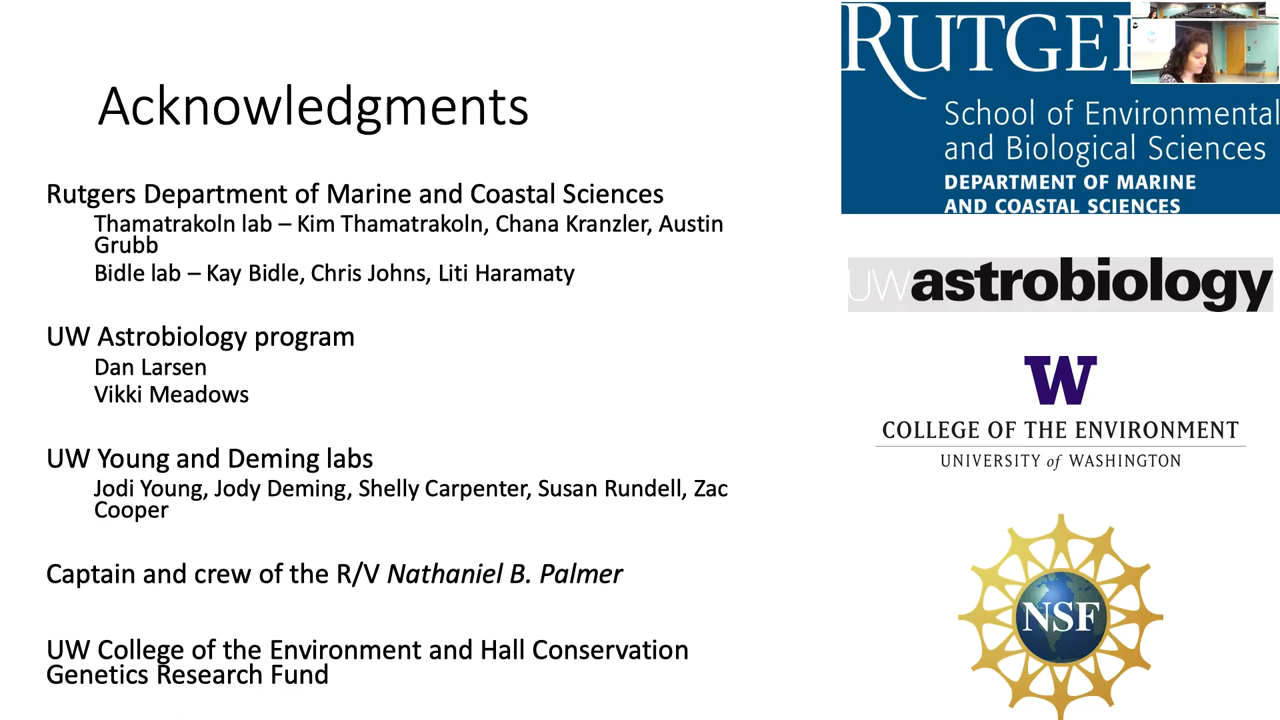 Acknowledgments
Rutgers Department of Marine and Coastal Sciences
Thamatrakoln lab – Kim Thamatrakoln, Chana Kranzler, Austin
Grubb
Bidle lab – Kay Bidle, Chris Johns, Liti Haramaty
UW Astrobiology program
Dan Larsen
Vikki Meadows
UW Young and Deming labs
Jodi Young, Jody Deming, Shelly Carpenter, Susan Rundell, Zac
Cooper
Captain and crew of the R/V Nathaniel B. Palmer
UW College of the Environment and Hall Conservation
Genetics Research Fund
School of Environmental
and Biological Sciences
DEPARTMENT OF MARINE
AND COASTAL SCIENCES
UWastrobiology
W
COLLEGE OF THE ENVIRONMENT
UNIVERSITY of WASHINGTON
NSF